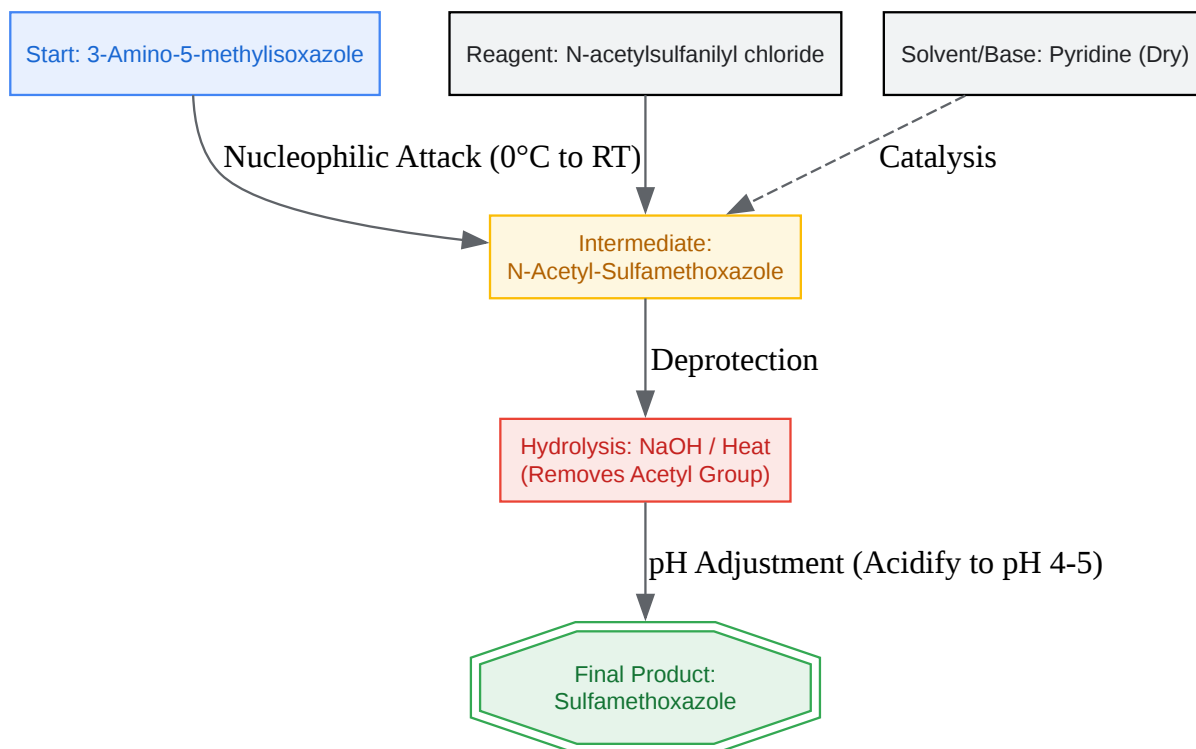 Start: 3-Amino-5-methylisoxazole
Reagent: N-acetylsulfanilyl chloride
Solvent/Base: Pyridine (Dry)
Nucleophilic Attack (0°C to RT)
Catalysis
Intermediate:
N-Acetyl-Sulfamethoxazole
Deprotection
Hydrolysis: NaOH / Heat
(Removes Acetyl Group)
pH Adjustment (Acidify to pH 4-5)
Final Product:
Sulfamethoxazole